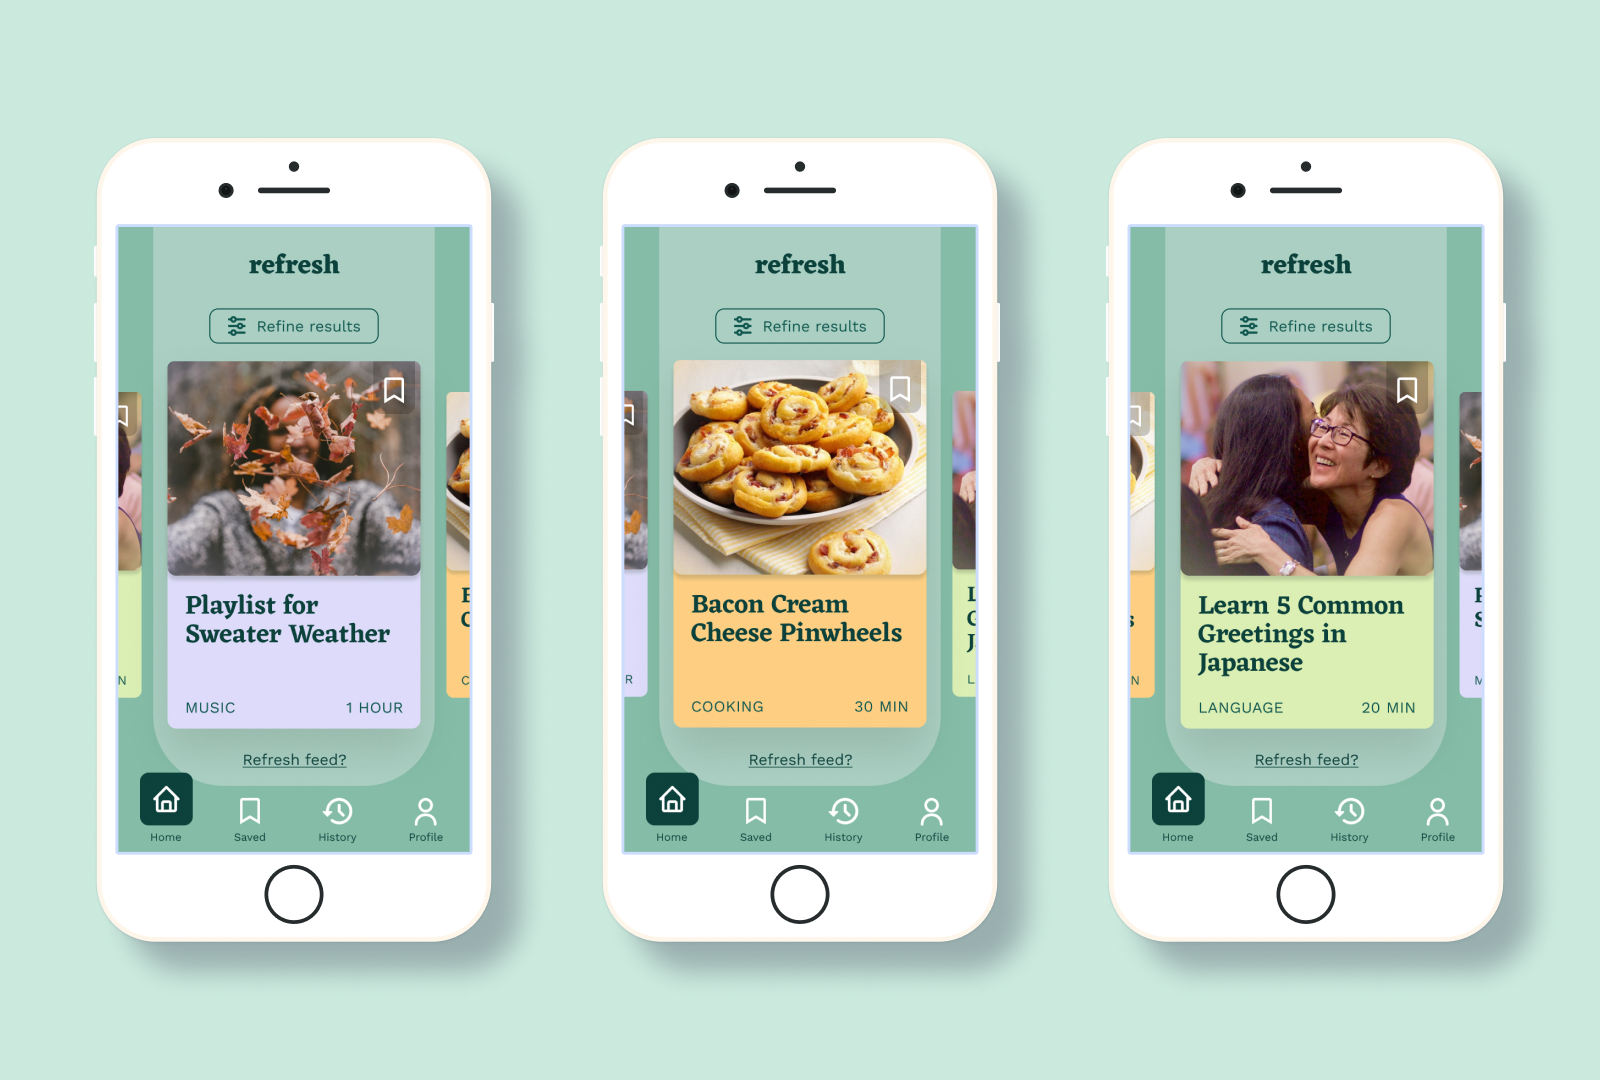 refresh
Refine results
Playlist for
Sweater Weather
MUSIC
1 HOUR
N
C
Refresh feed?
Home
Saved
History
Profile
refresh
Refine results
Bacon Cream
Cheese Pinwheels
COOKING
30 MIN
R
L
G
J
L
Refresh feed?
Home
Saved
History
Profile
refresh
Refine results
Learn 5 Common
Greetings in
Japanese
LANGUAGE
20 MIN
s
N
S
M
Refresh feed?
Home
Saved
History
Profile